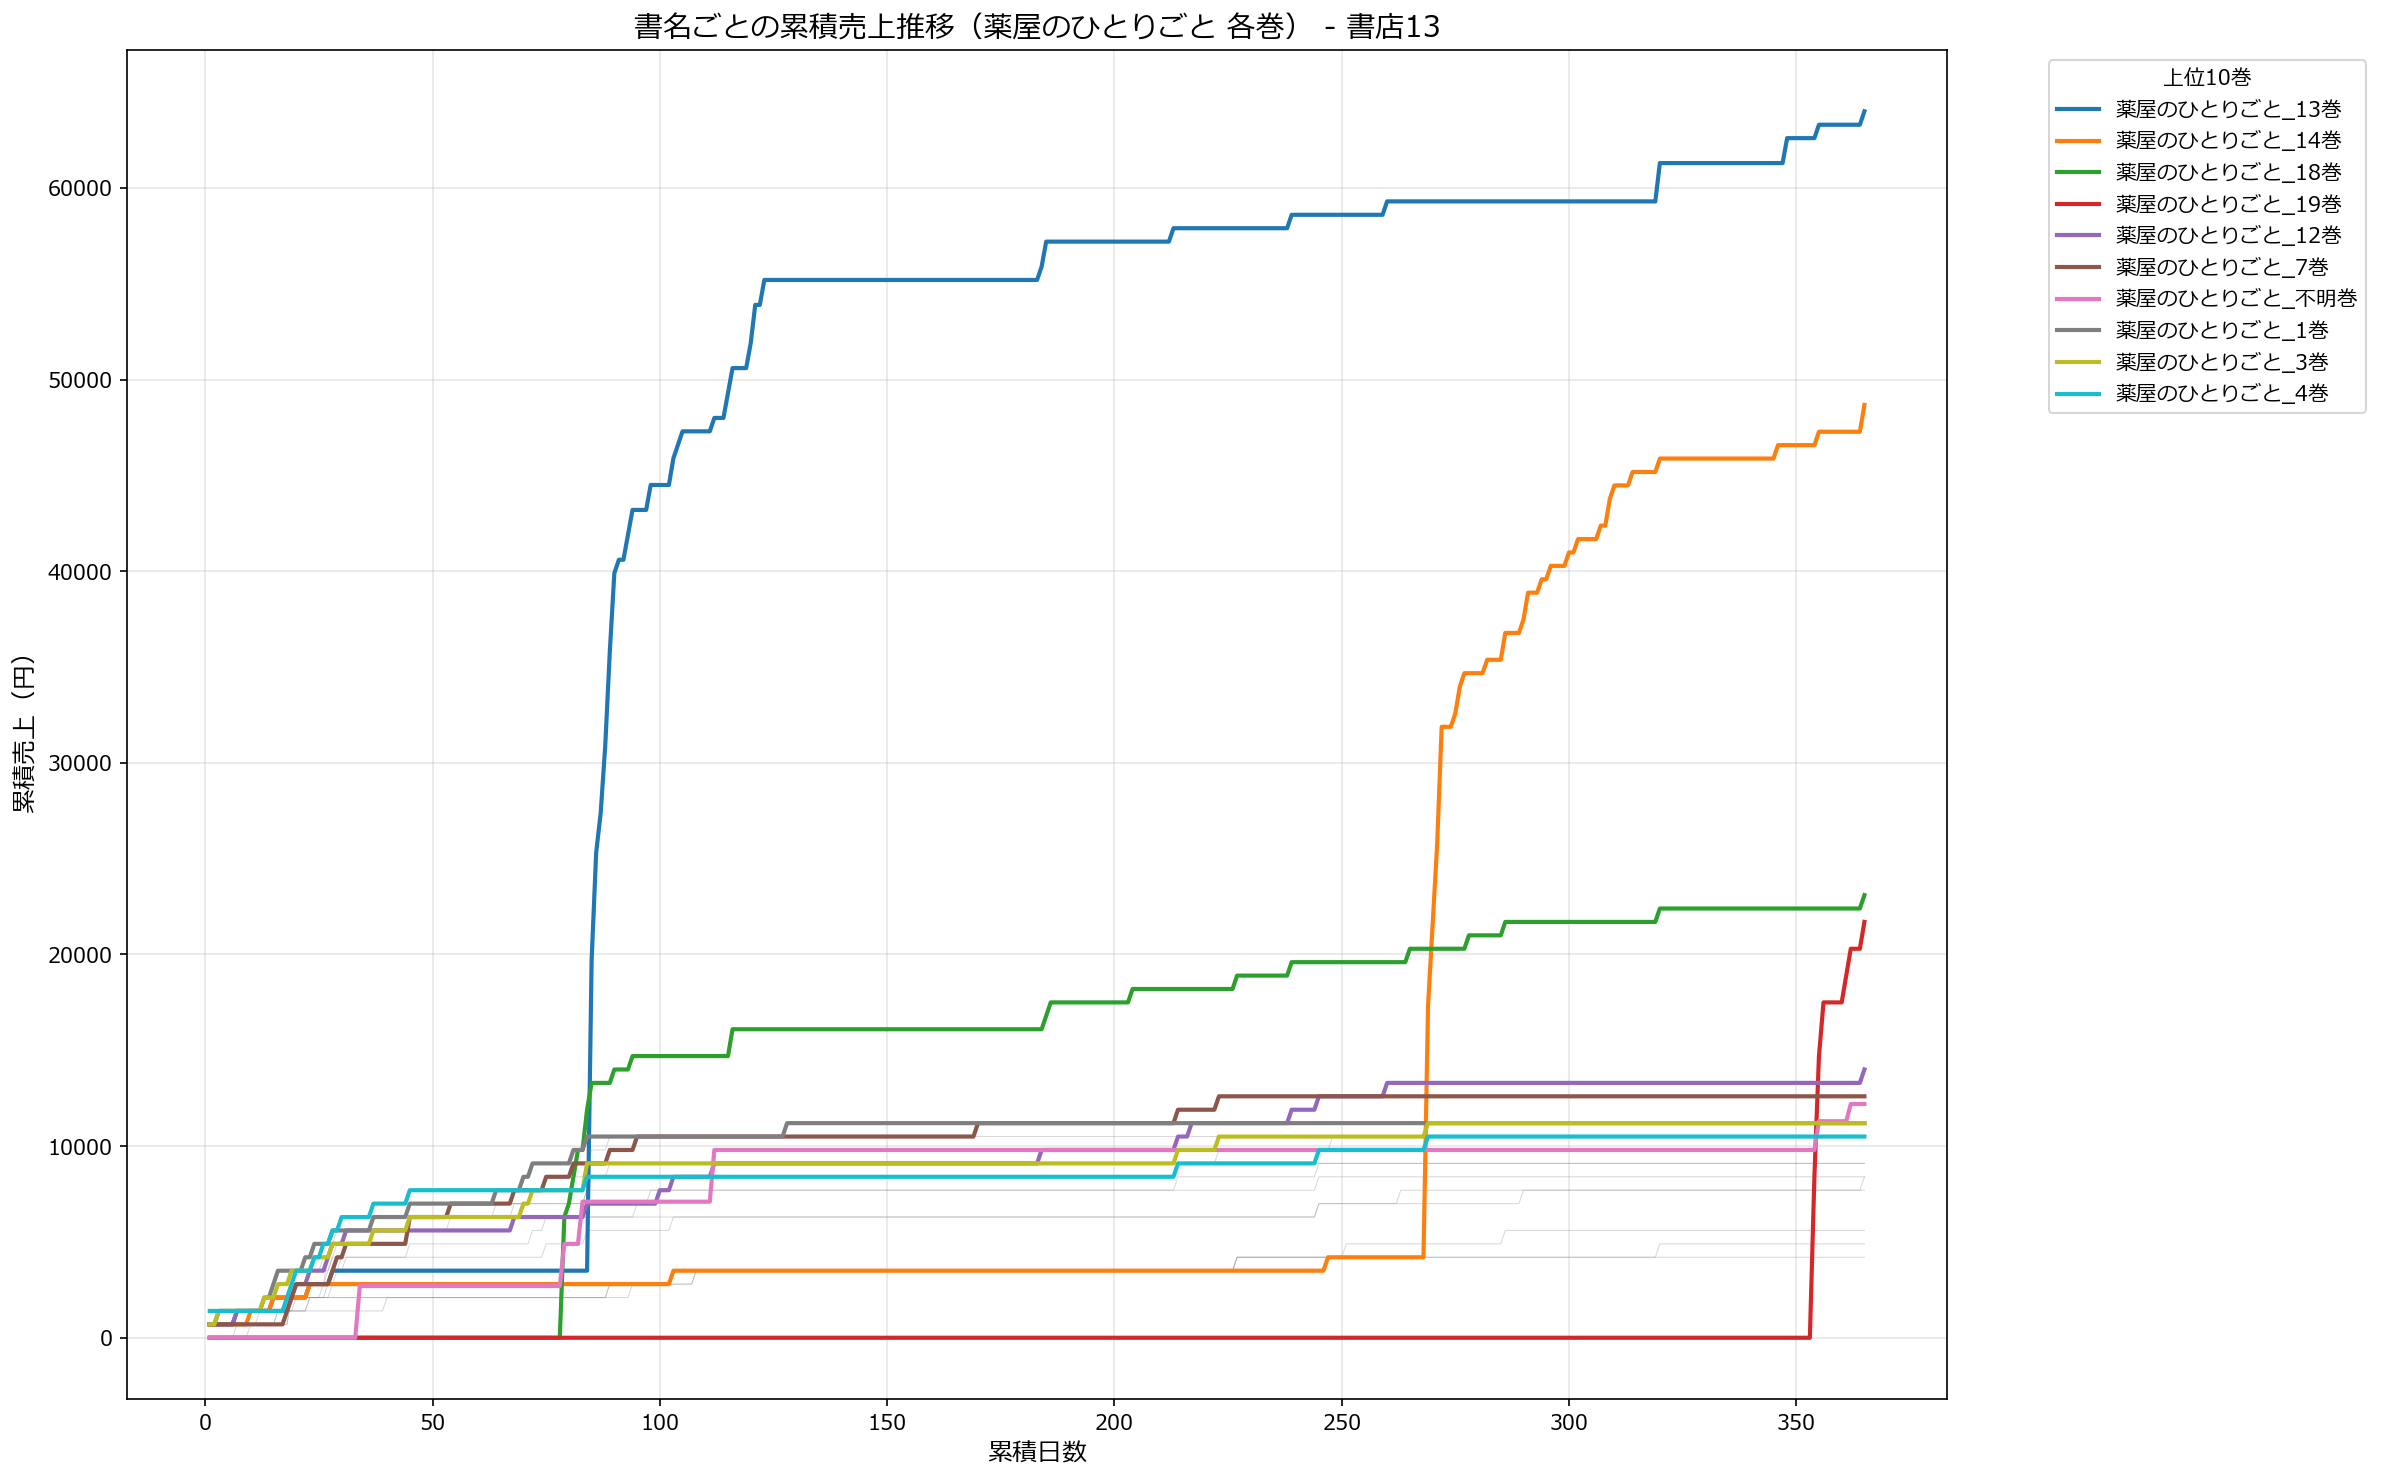 書名ごとの累積売上推移（薬屋のひとりごと 各巻） - 書店13
累積売上（円）
60000
50000
40000
30000
20000
10000
0
0
50
100
150
200
250
300
350
累積日数
上位10巻
薬屋のひとりごと_13巻
薬屋のひとりごと_14巻
薬屋のひとりごと_18巻
薬屋のひとりごと_19巻
薬屋のひとりごと_12巻
薬屋のひとりごと_7巻
薬屋のひとりごと_不明巻
薬屋のひとりごと_1巻
薬屋のひとりごと_3巻
薬屋のひとりごと_4巻